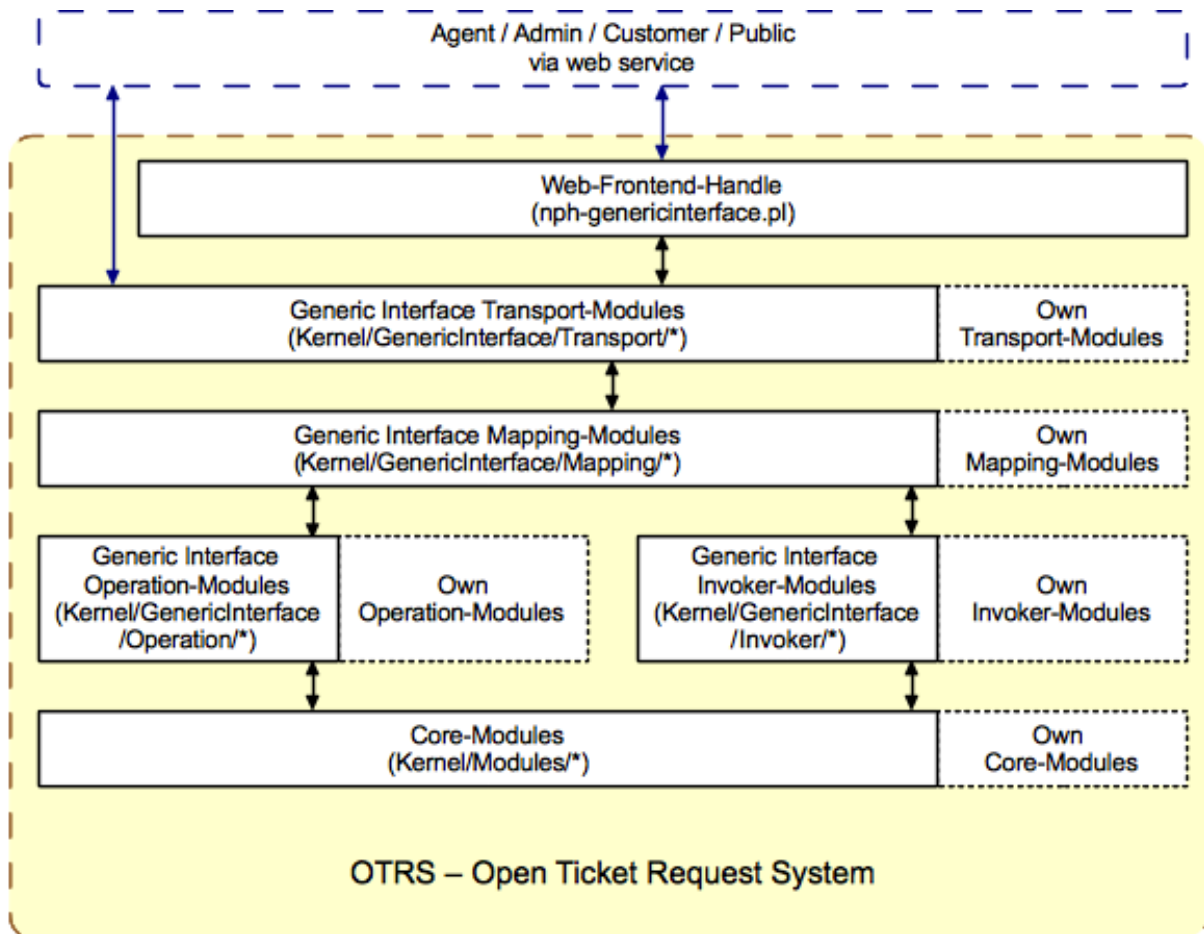 Agent / Admin / Customer / Public
via web service
Web-Frontend-Handle
(nph-genericinterface.pl)
Generic Interface Transport-Modules
(Kernel/GenericInterface/Transport/*)
Own
Transport-Modules
Generic Interface Mapping-Modules
(Kernel/GenericInterface/Mapping/*)
Own
Mapping-Modules
Generic Interface
Operation-Modules
(Kernel/GenericInterface
/Operation/*)
Own
Operation-Modules
Generic Interface
Invoker-Modules
(Kernel/GenericInterface
/Invoker/*)
Own
Invoker-Modules
Core-Modules
(Kernel/Modules/*)
Own
Core-Modules
OTRS – Open Ticket Request System